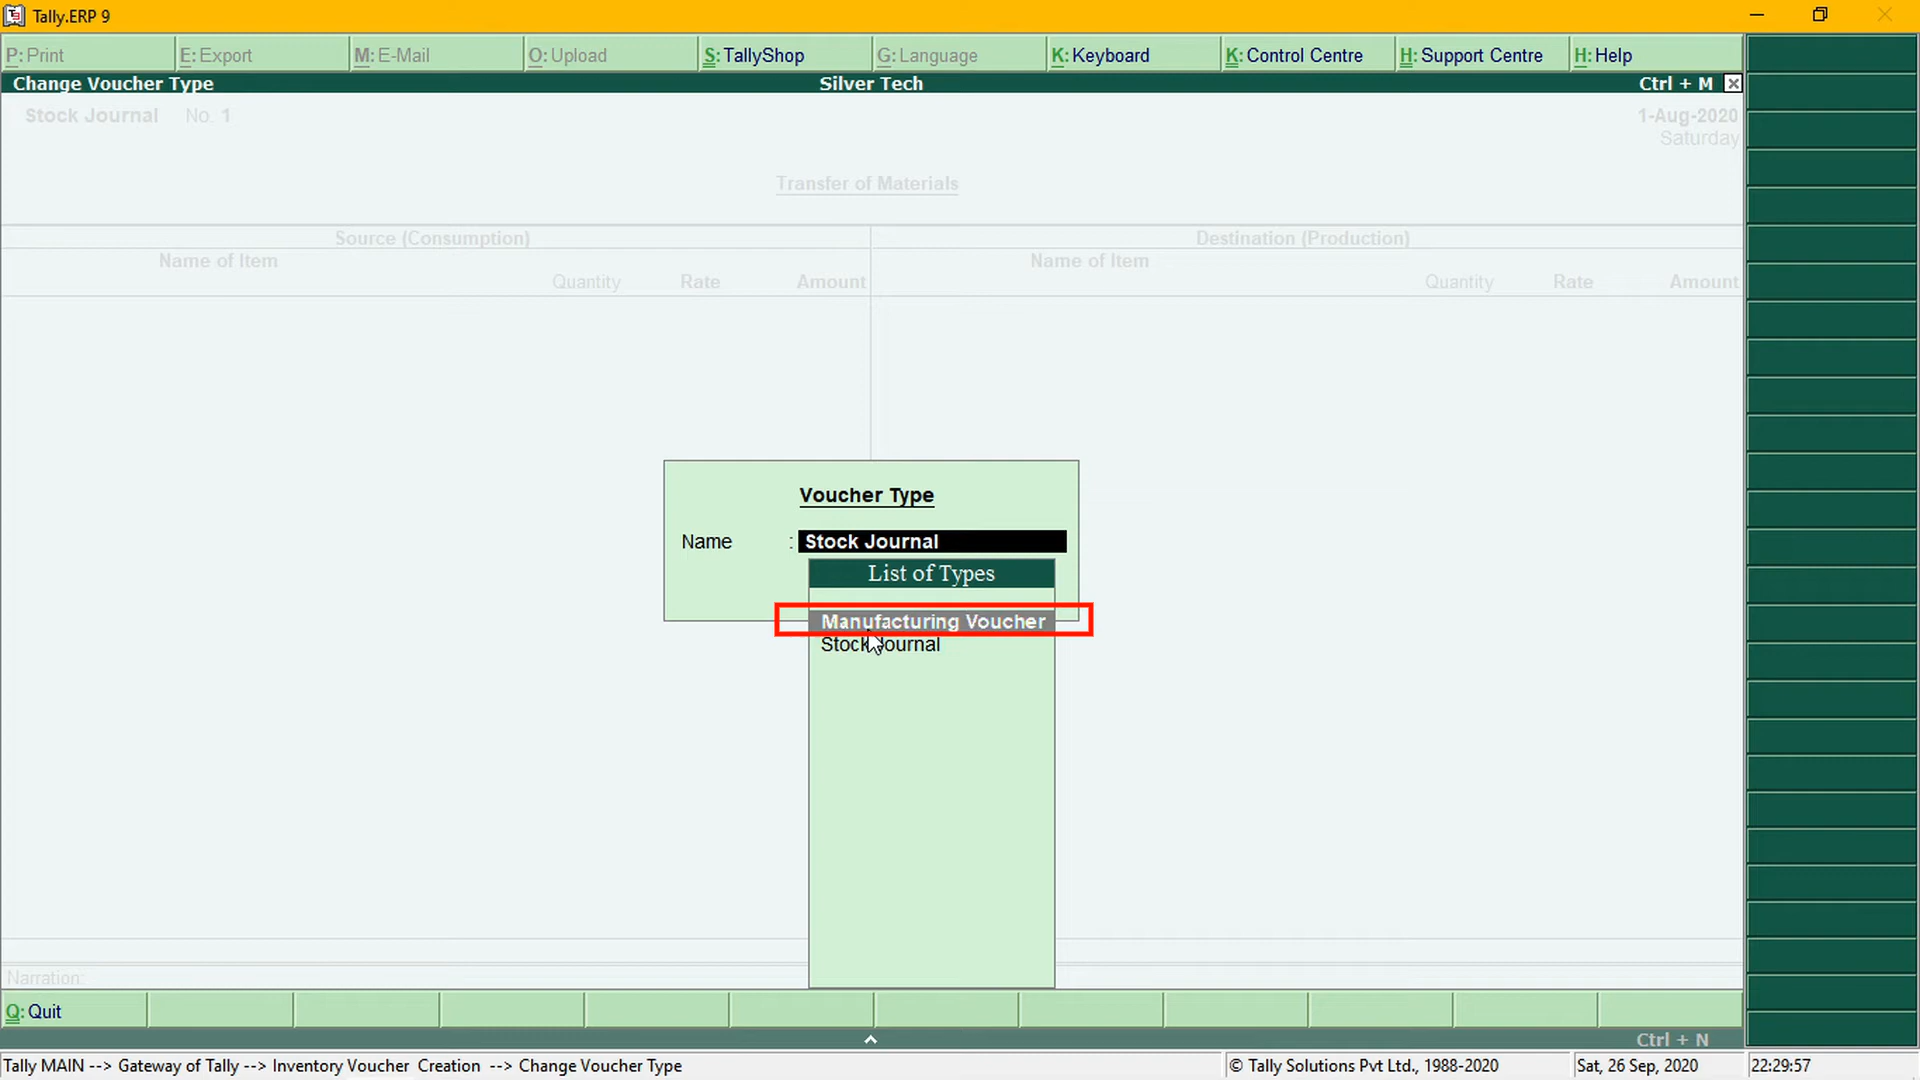 Tally.ERP 9
P: Print E: Export M: E-Mail O: Upload S: TallyShop G: Language K: Keyboard K: Control Centre H: Support Centre H: Help
Change Voucher Type Silver Tech Ctrl + M
Stock Journal No. 1 1-Aug-2020
Saturday
Transfer of Materials
Source (Consumption) Destination (Production)
Name of Item Name of Item
Quantity Rate Amount Quantity Rate Amount
Voucher Type
Name : Stock Journal
List of Types
Manufacturing Voucher
Stock Journal
Narration:
Q: Quit
Ctrl + N
Tally MAIN --> Gateway of Tally --> Inventory Voucher Creation --> Change Voucher Type © Tally Solutions Pvt Ltd., 1988-2020 Sat, 26 Sep, 2020 22:29:57